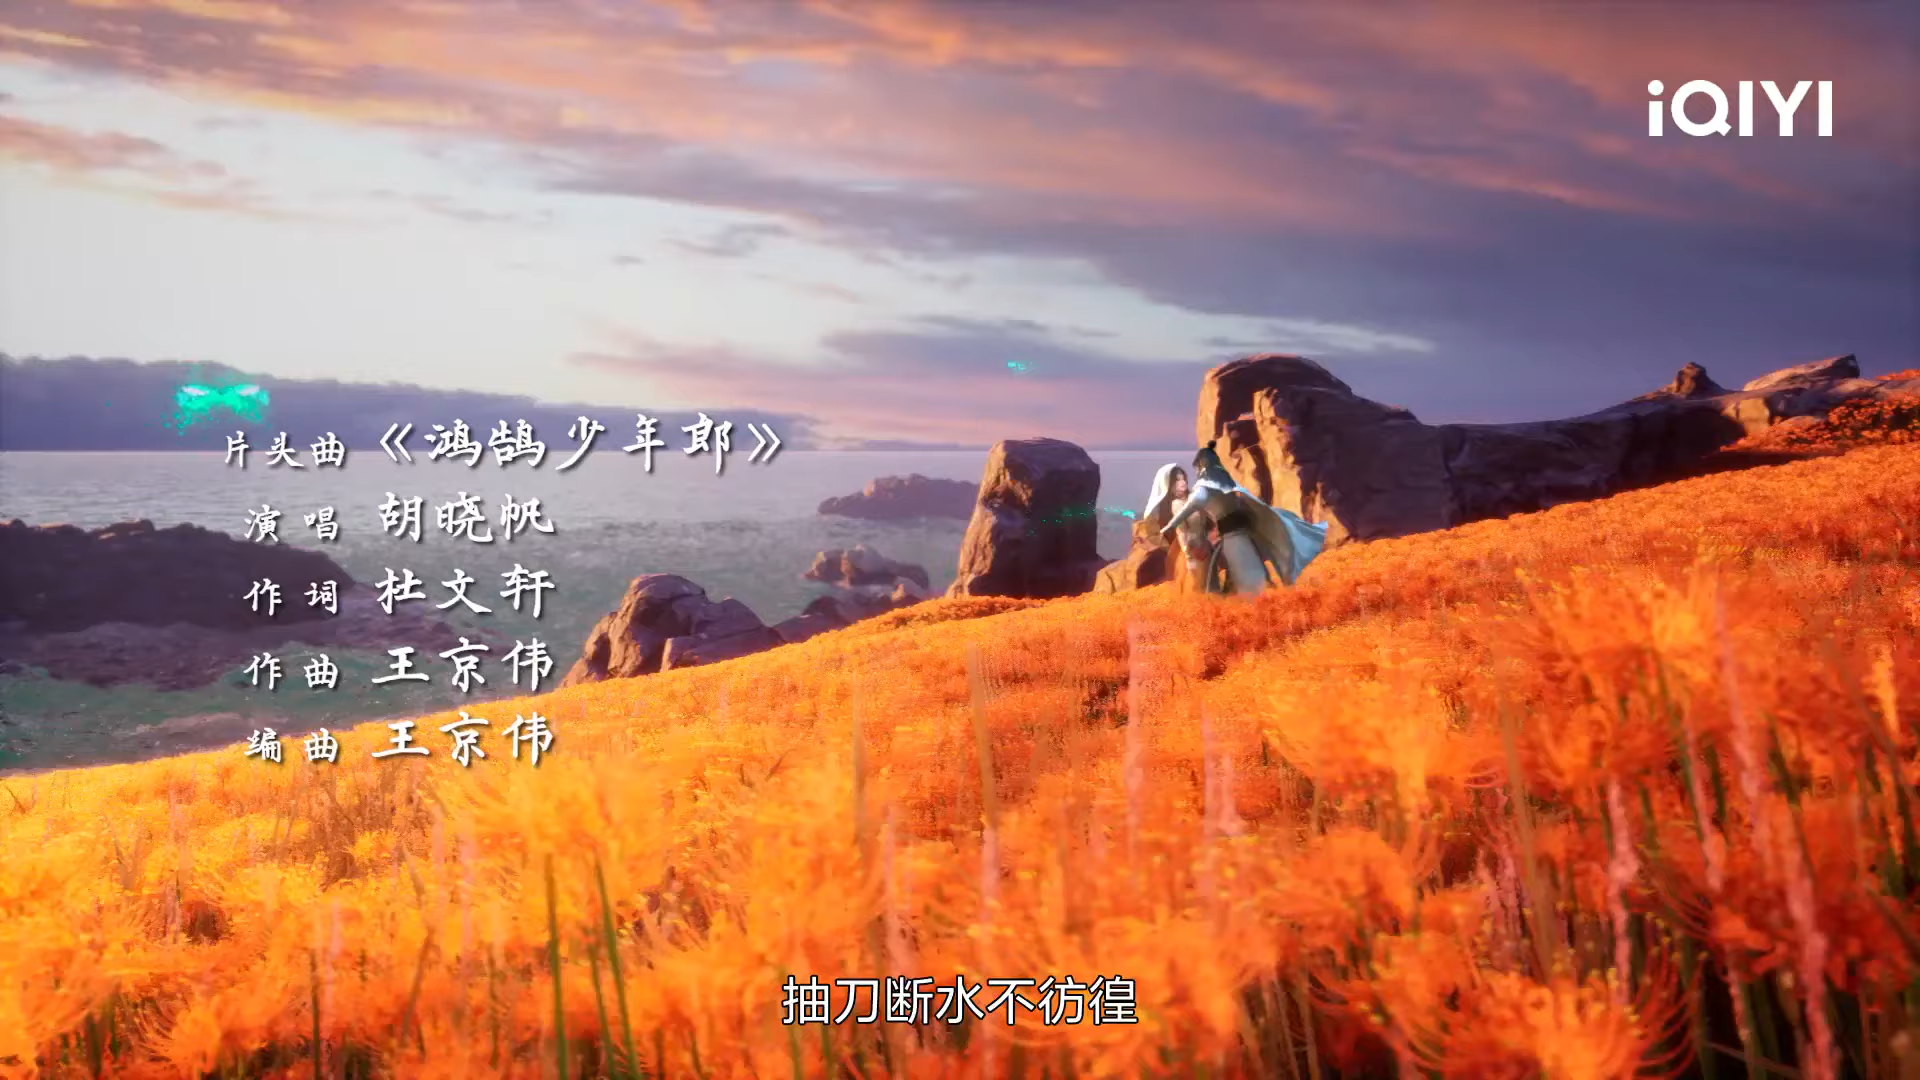 iQIYI
片头曲 《鸿鹄少年郎》
演唱 胡晓帆
作词 杜文轩
作曲 王京伟
编曲 王京伟
抽刀断水不彷徨